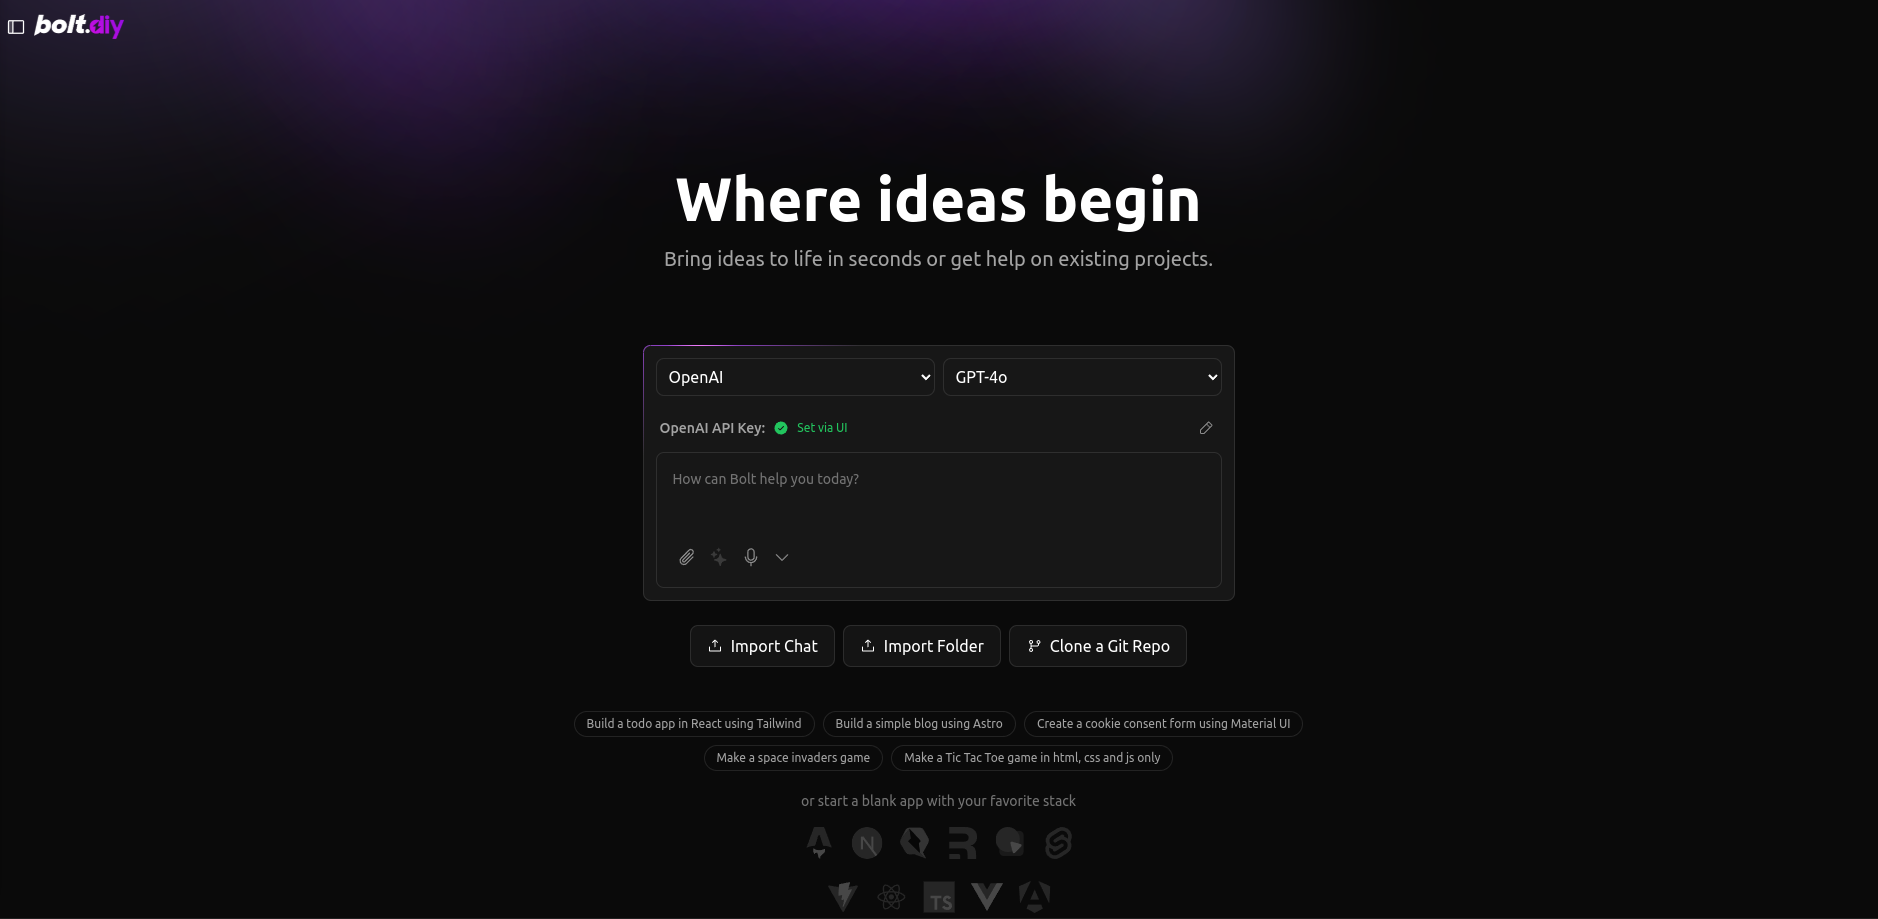 bolt.diy
Where ideas begin
Bring ideas to life in seconds or get help on existing projects.
OpenAI
GPT-4o
OpenAI API Key: Set via UI
How can Bolt help you today?
Import Chat
Import Folder
Clone a Git Repo
Build a todo app in React using Tailwind
Build a simple blog using Astro
Create a cookie consent form using Material UI
Make a space invaders game
Make a Tic Tac Toe game in html, css and js only
or start a blank app with your favorite stack
N
TS